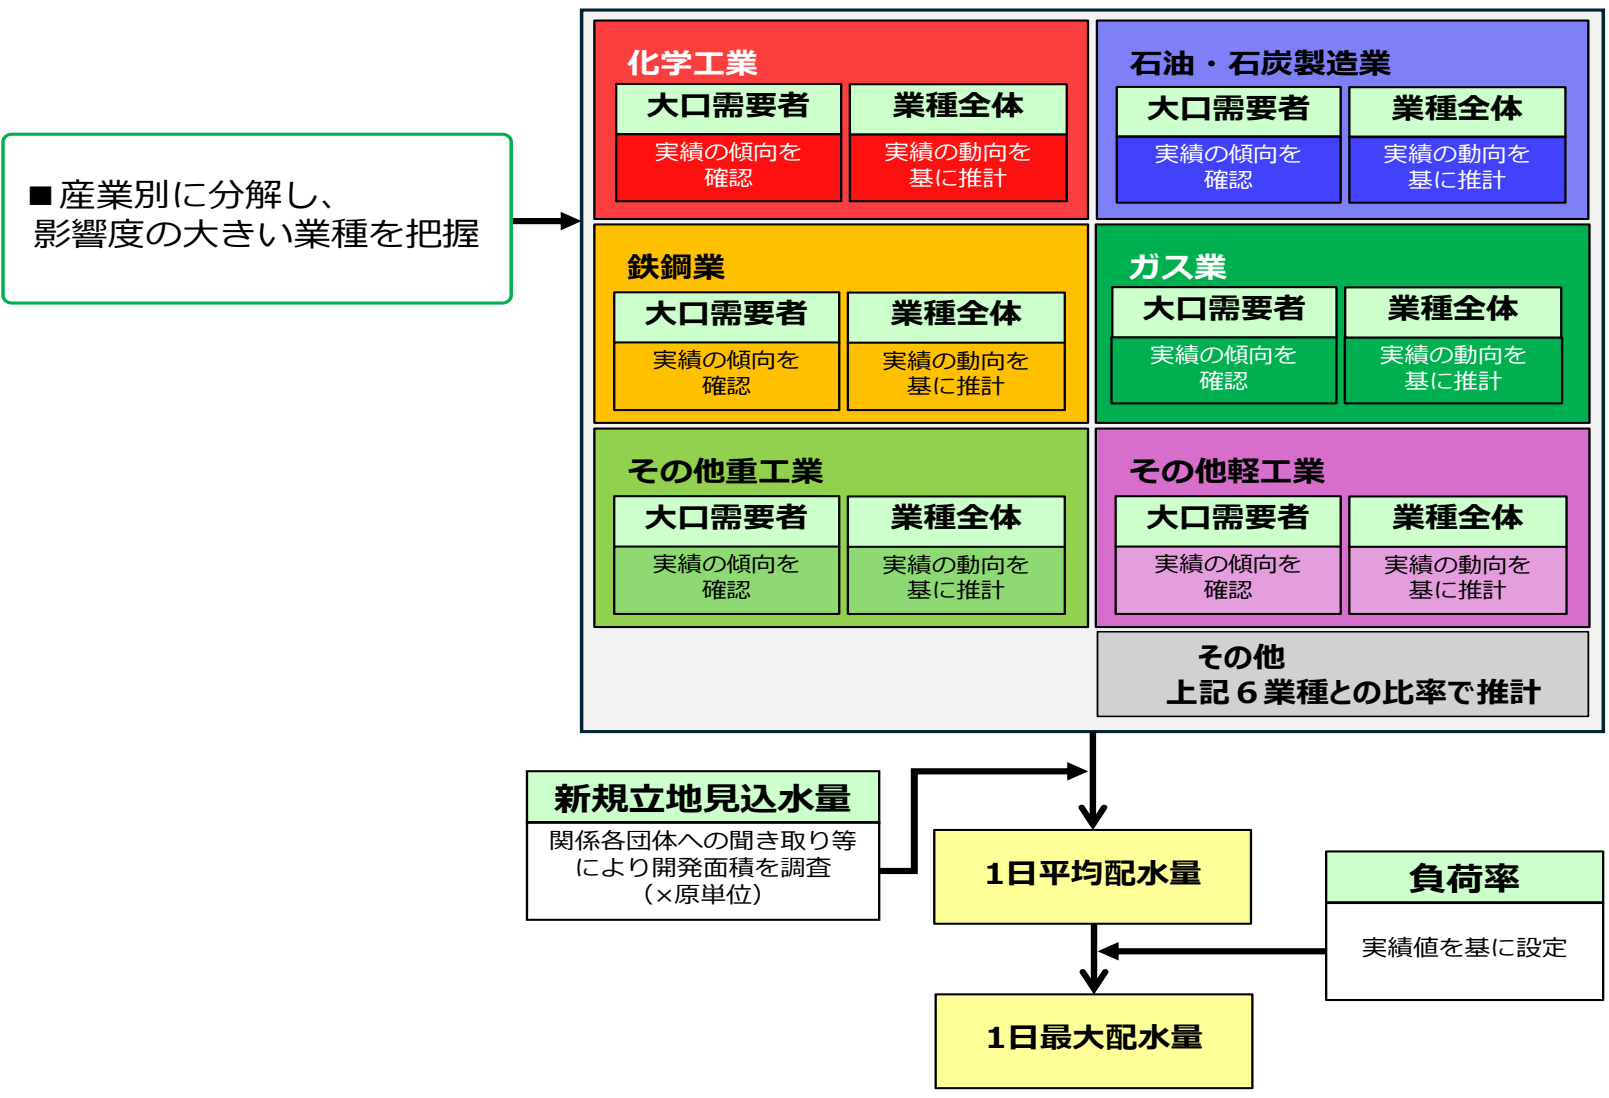 ■産業別に分解し、
影響度の大きい業種を把握
化学工業
大口需要者
実績の傾向を
確認
業種全体
実績の動向を
基に推計
石油・石炭製造業
大口需要者
実績の傾向を
確認
業種全体
実績の動向を
基に推計
鉄鋼業
大口需要者
実績の傾向を
確認
業種全体
実績の動向を
基に推計
ガス業
大口需要者
実績の傾向を
確認
業種全体
実績の動向を
基に推計
その他重工業
大口需要者
実績の傾向を
確認
業種全体
実績の動向を
基に推計
その他軽工業
大口需要者
実績の傾向を
確認
業種全体
実績の動向を
基に推計
その他
上記６業種との比率で推計
新規立地見込水量
関係各団体への聞き取り等
により開発面積を調査
（×原単位）
1日平均配水量
負荷率
実績値を基に設定
1日最大配水量